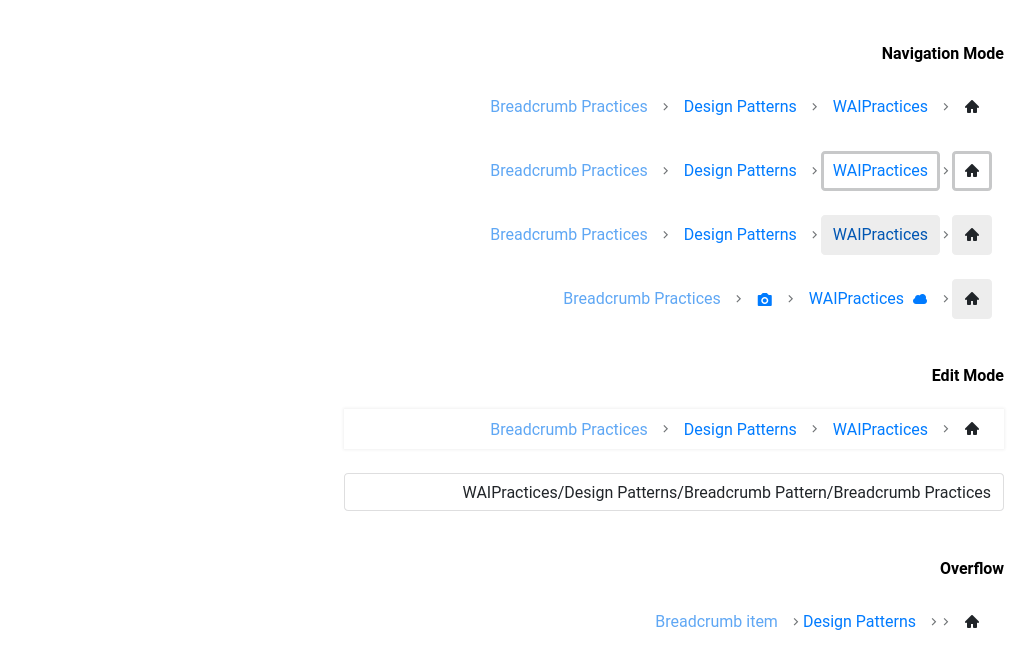 Navigation Mode
Breadcrumb Practices > Design Patterns > WAIPractices >
Breadcrumb Practices > Design Patterns > WAIPractices >
Breadcrumb Practices > Design Patterns > WAIPractices >
Breadcrumb Practices > > WAIPractices >
Edit Mode
Breadcrumb Practices > Design Patterns > WAIPractices >
WAIPractices/Design Patterns/Breadcrumb Pattern/Breadcrumb Practices
Overflow
Breadcrumb item > Design Patterns > >